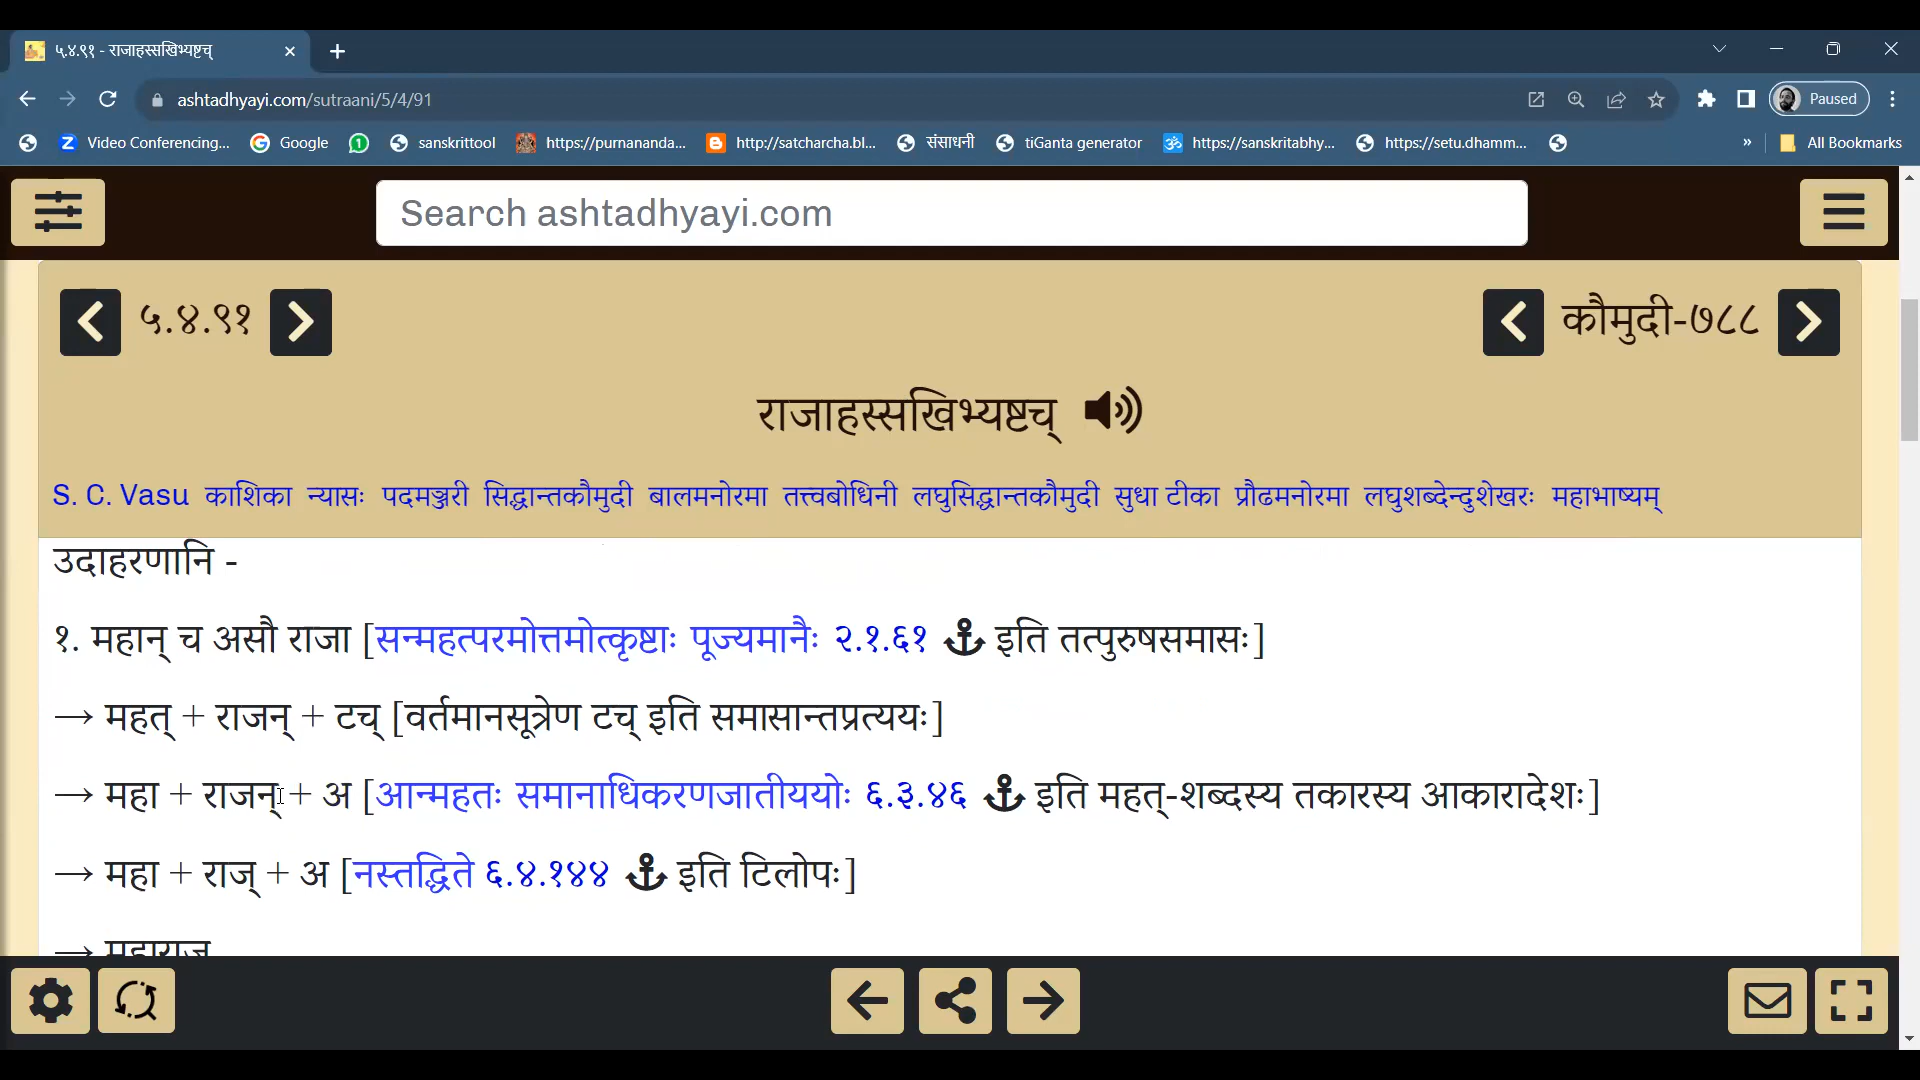 ५.४.९१ - राजाहस्सखिभ्यष्टच्
ashtadhyayi.com/sutraani/5/4/91
Paused
Video Conferencing...
Google
sanskrittool
https://purnananda...
http://satcharcha.bl...
संसाधनी
tiGanta generator
https://sanskritabhy...
https://setu.dhamm...
»
All Bookmarks
Search ashtadhyayi.com
५.४.९१
कौमुदी-७८८
राजाहस्सखिभ्यष्टच्
S. C. Vasu काशिका न्यासः पदमञ्जरी सिद्धान्तकौमुदी बालमनोरमा तत्त्वबोधिनी लघुसिद्धान्तकौमुदी सुधा टीका प्रौढमनोरमा लघुशब्देन्दुशेखरः महाभाष्यम्
उदाहरणानि -
१. महान् च असौ राजा [सन्महत्परमोत्तमोत्कृष्टाः पूज्यमानैः २.१.६१ इति तत्पुरुषसमासः]
→ महत् + राजन् + टच् [वर्तमानसूत्रेण टच् इति समासान्तप्रत्ययः]
→ महा + राजन् + अ [आन्महतः समानाधिकरणजातीययोः ६.३.४६ इति महत्-शब्दस्य तकारस्य आकारादेशः]
→ महा + राज् + अ [नस्तद्धिते ६.४.१४४ इति टिलोपः]
→ महाराज